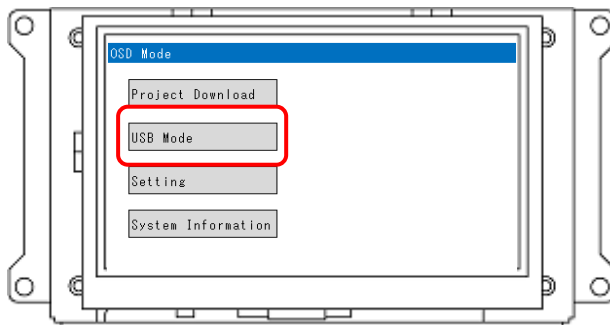 OSD Mode
Project Download
USB Mode
Setting
System Information